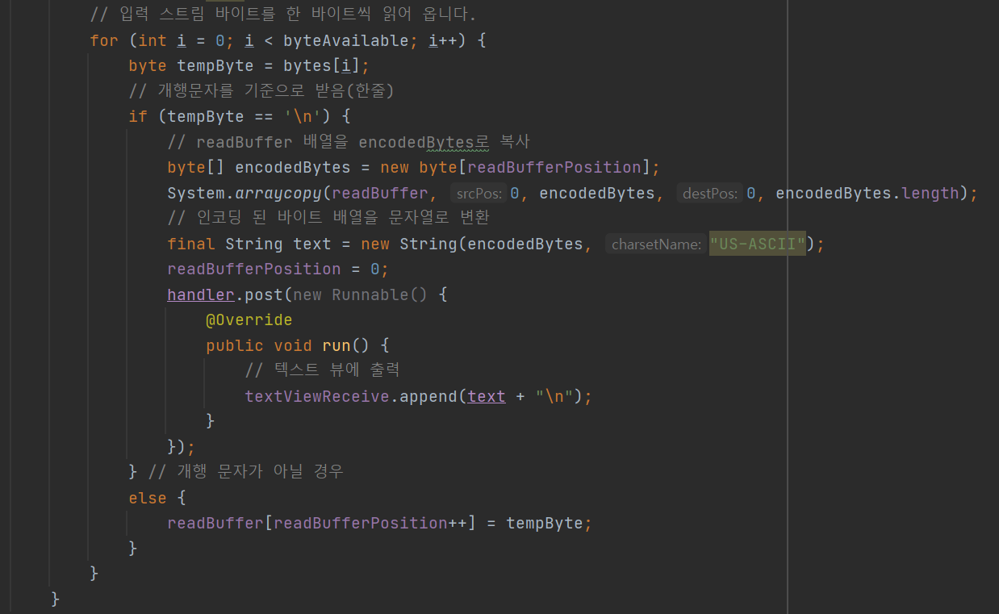 // 입력 스트림 바이트를 한 바이트씩 읽어 옵니다.
for (int i = 0; i < byteAvailable; i++) {
byte tempByte = bytes[i];
// 개행문자를 기준으로 받음(한줄)
if (tempByte == '\n') {
// readBuffer 배열을 encodedBytes로 복사
byte[] encodedBytes = new byte[readBufferPosition];
System.arraycopy(readBuffer, srcPos: 0, encodedBytes, destPos: 0, encodedBytes.length);
// 인코딩 된 바이트 배열을 문자열로 변환
final String text = new String(encodedBytes, charsetName: "US-ASCII");
readBufferPosition = 0;
handler.post(new Runnable() {
@Override
public void run() {
// 텍스트 뷰에 출력
textViewReceive.append(text + "\n");
}
});
} // 개행 문자가 아닐 경우
else {
readBuffer[readBufferPosition++] = tempByte;
}
}
}